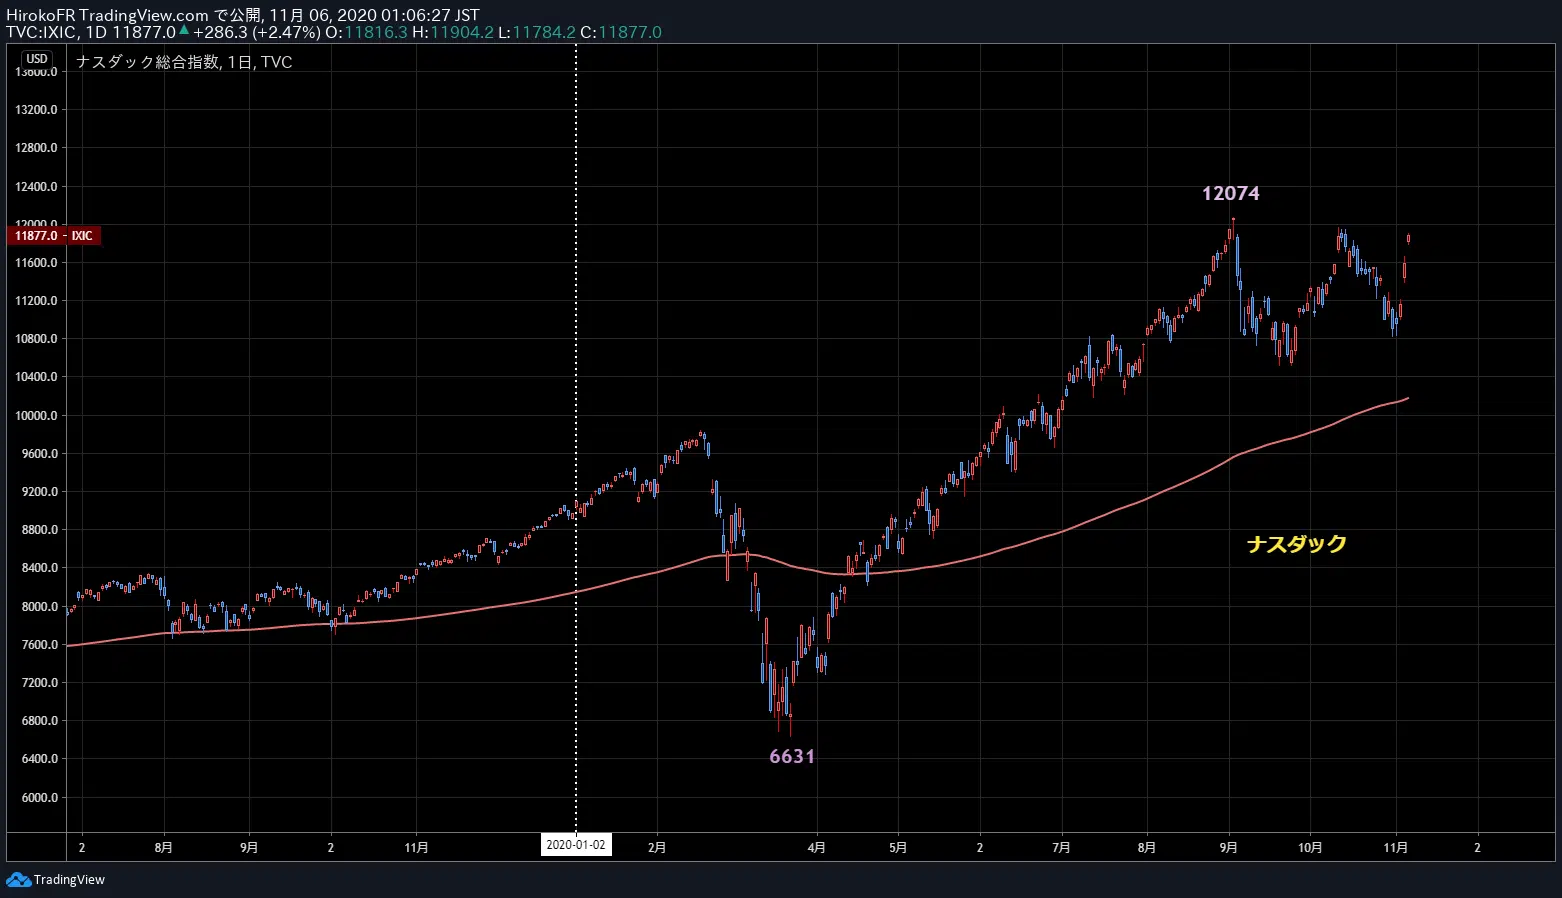 HirokoFR TradingView.com で公開, 11月 06, 2020 01:06:27 JST
TVC:IXIC, 1D 11877.0 ▲ +286.3 (+2.47%) O:11816.3 H:11904.2 L:11784.2 C:11877.0
USD
ナスダック総合指数, 1日, TVC
13600.0
13200.0
12800.0
12400.0
12074
12000.0
11877.0 - IXIC
11600.0
11200.0
10800.0
10400.0
10000.0
9600.0
9200.0
8800.0
ナスダック
8400.0
8000.0
7600.0
7200.0
6800.0
6631
6400.0
6000.0
2 8月 9月 2 11月 2020-01-02 2月 4月 5月 2 7月 8月 9月 10月 11月 2
TradingView